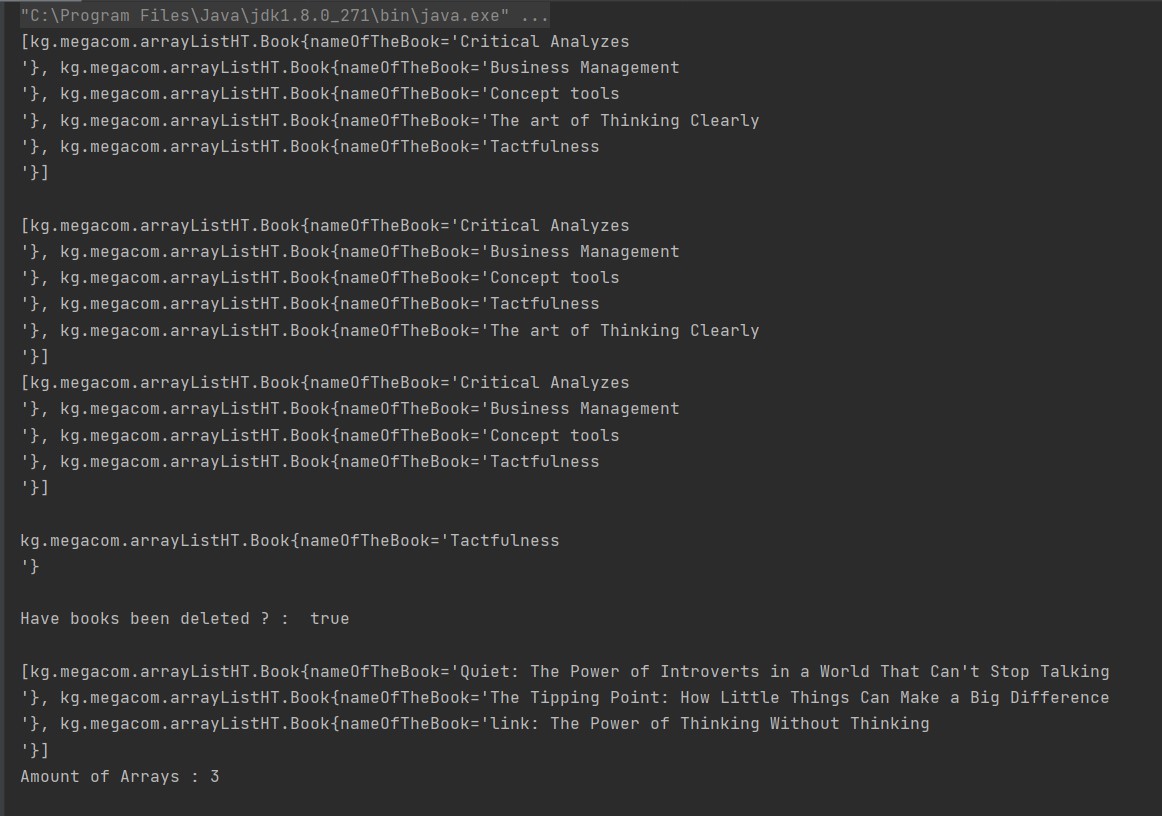 "C:\Program Files\Java\jdk1.8.0_271\bin\java.exe" ...
[kg.megacom.arrayListHT.Book{nameOfTheBook='Critical Analyzes
'}, kg.megacom.arrayListHT.Book{nameOfTheBook='Business Management
'}, kg.megacom.arrayListHT.Book{nameOfTheBook='Concept tools
'}, kg.megacom.arrayListHT.Book{nameOfTheBook='The art of Thinking Clearly
'}, kg.megacom.arrayListHT.Book{nameOfTheBook='Tactfulness
'}]
[kg.megacom.arrayListHT.Book{nameOfTheBook='Critical Analyzes
'}, kg.megacom.arrayListHT.Book{nameOfTheBook='Business Management
'}, kg.megacom.arrayListHT.Book{nameOfTheBook='Concept tools
'}, kg.megacom.arrayListHT.Book{nameOfTheBook='Tactfulness
'}, kg.megacom.arrayListHT.Book{nameOfTheBook='The art of Thinking Clearly
'}]
[kg.megacom.arrayListHT.Book{nameOfTheBook='Critical Analyzes
'}, kg.megacom.arrayListHT.Book{nameOfTheBook='Business Management
'}, kg.megacom.arrayListHT.Book{nameOfTheBook='Concept tools
'}, kg.megacom.arrayListHT.Book{nameOfTheBook='Tactfulness
'}]
kg.megacom.arrayListHT.Book{nameOfTheBook='Tactfulness
'}
Have books been deleted ? :  true
[kg.megacom.arrayListHT.Book{nameOfTheBook='Quiet: The Power of Introverts in a World That Can't Stop Talking
'}, kg.megacom.arrayListHT.Book{nameOfTheBook='The Tipping Point: How Little Things Can Make a Big Difference
'}, kg.megacom.arrayListHT.Book{nameOfTheBook='link: The Power of Thinking Without Thinking
'}]
Amount of Arrays : 3